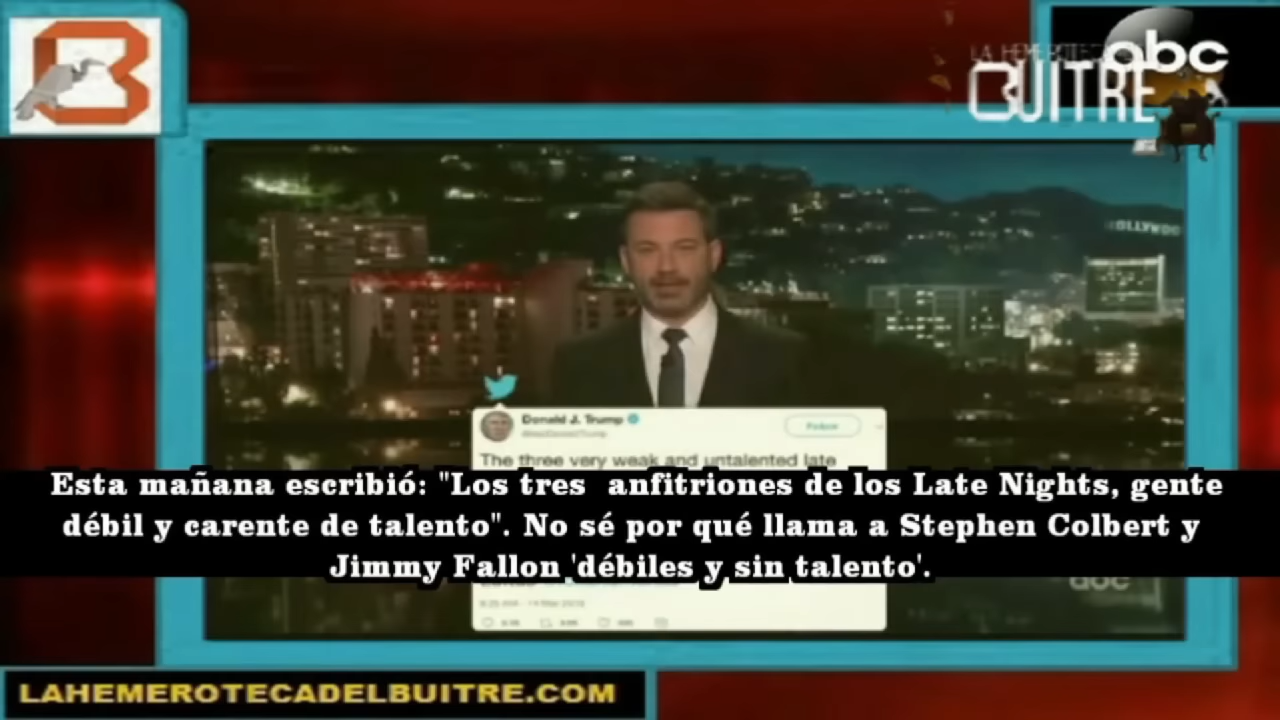 LA HEMEROTECA
BUITRE
abc
HOLLYWOO
Donald J. Trump
Follow
The three very weak and untalented late
Esta mañana escribió: "Los tres anfitriones de los Late Nights, gente
débil y carente de talento". No sé por qué llama a Stephen Colbert y
Jimmy Fallon 'débiles y sin talento'.
abc
LAHEMEROTECADELBUITRE.COM